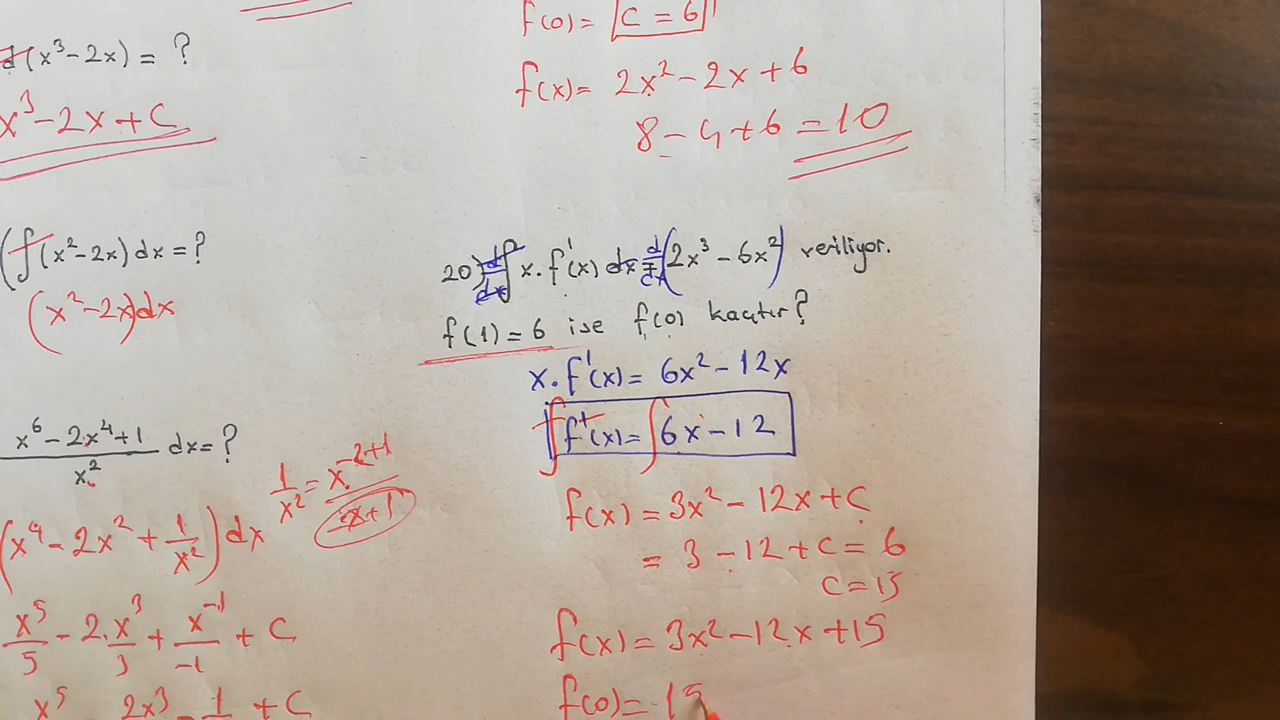 d(x³-2x) = ?
x³-2x+C
(∫(x²-2x)dx = ?
(x²-2x)dx
x⁶-2x⁴+1 / x² dx = ?
1/x² = x⁻²⁺¹
(x⁴-2x²+1/x²)dx
x⁵/5 - 2.x³/3 + x⁻¹/-1 + C
x⁵ 2x³ - 1 + C
f(0) = C = 6
f(x) = 2x²-2x+6
8-4+6 = 10
20) d/dx ∫ x.f'(x) dx = d/dx (2x³-6x²) veriliyor.
f(1) = 6 ise f(0) kaçtır?
x.f'(x) = 6x²-12x
∫f'(x) = ∫6x-12
f(x) = 3x²-12x+C
= 3-12+C = 6
C = 15
f(x) = 3x²-12x+15
f(0) = 15